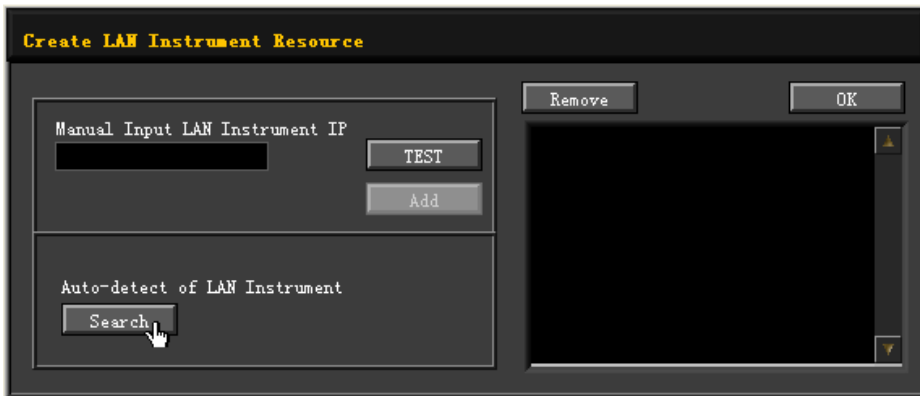 Create LAN Instrument Resource
Remove
OK
Manual Input LAN Instrument IP
TEST
Add
Auto-detect of LAN Instrument
Search